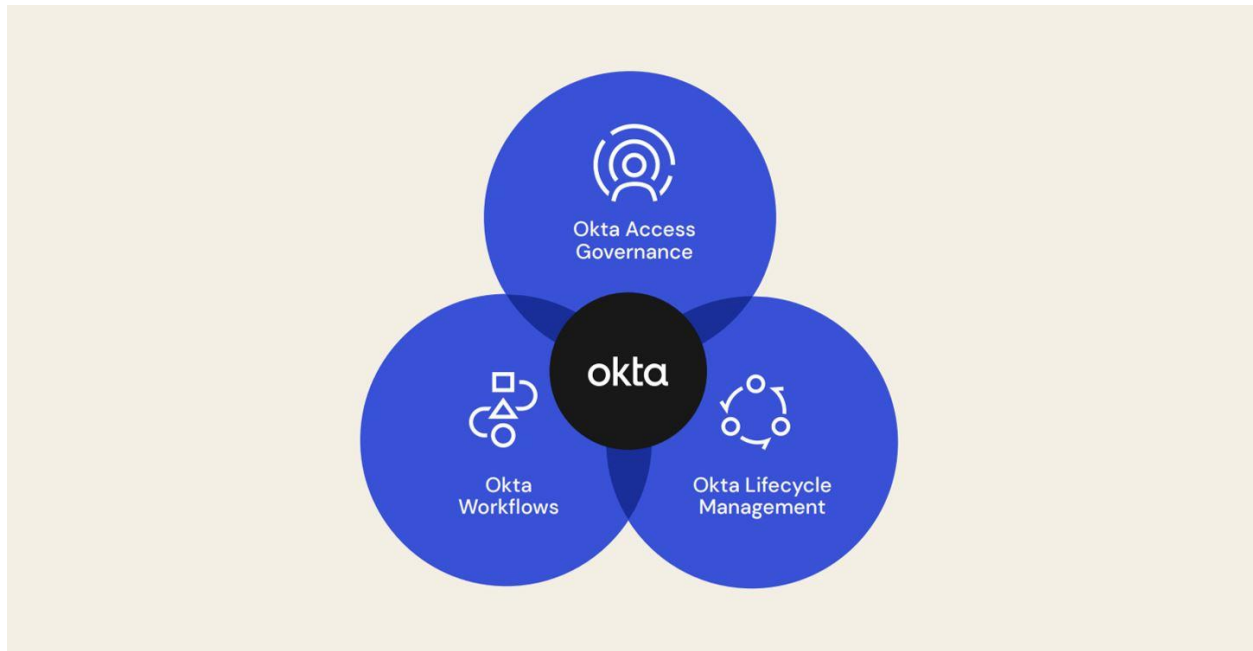 Okta Access
Governance
okta
Okta
Workflows
Okta Lifecycle
Management